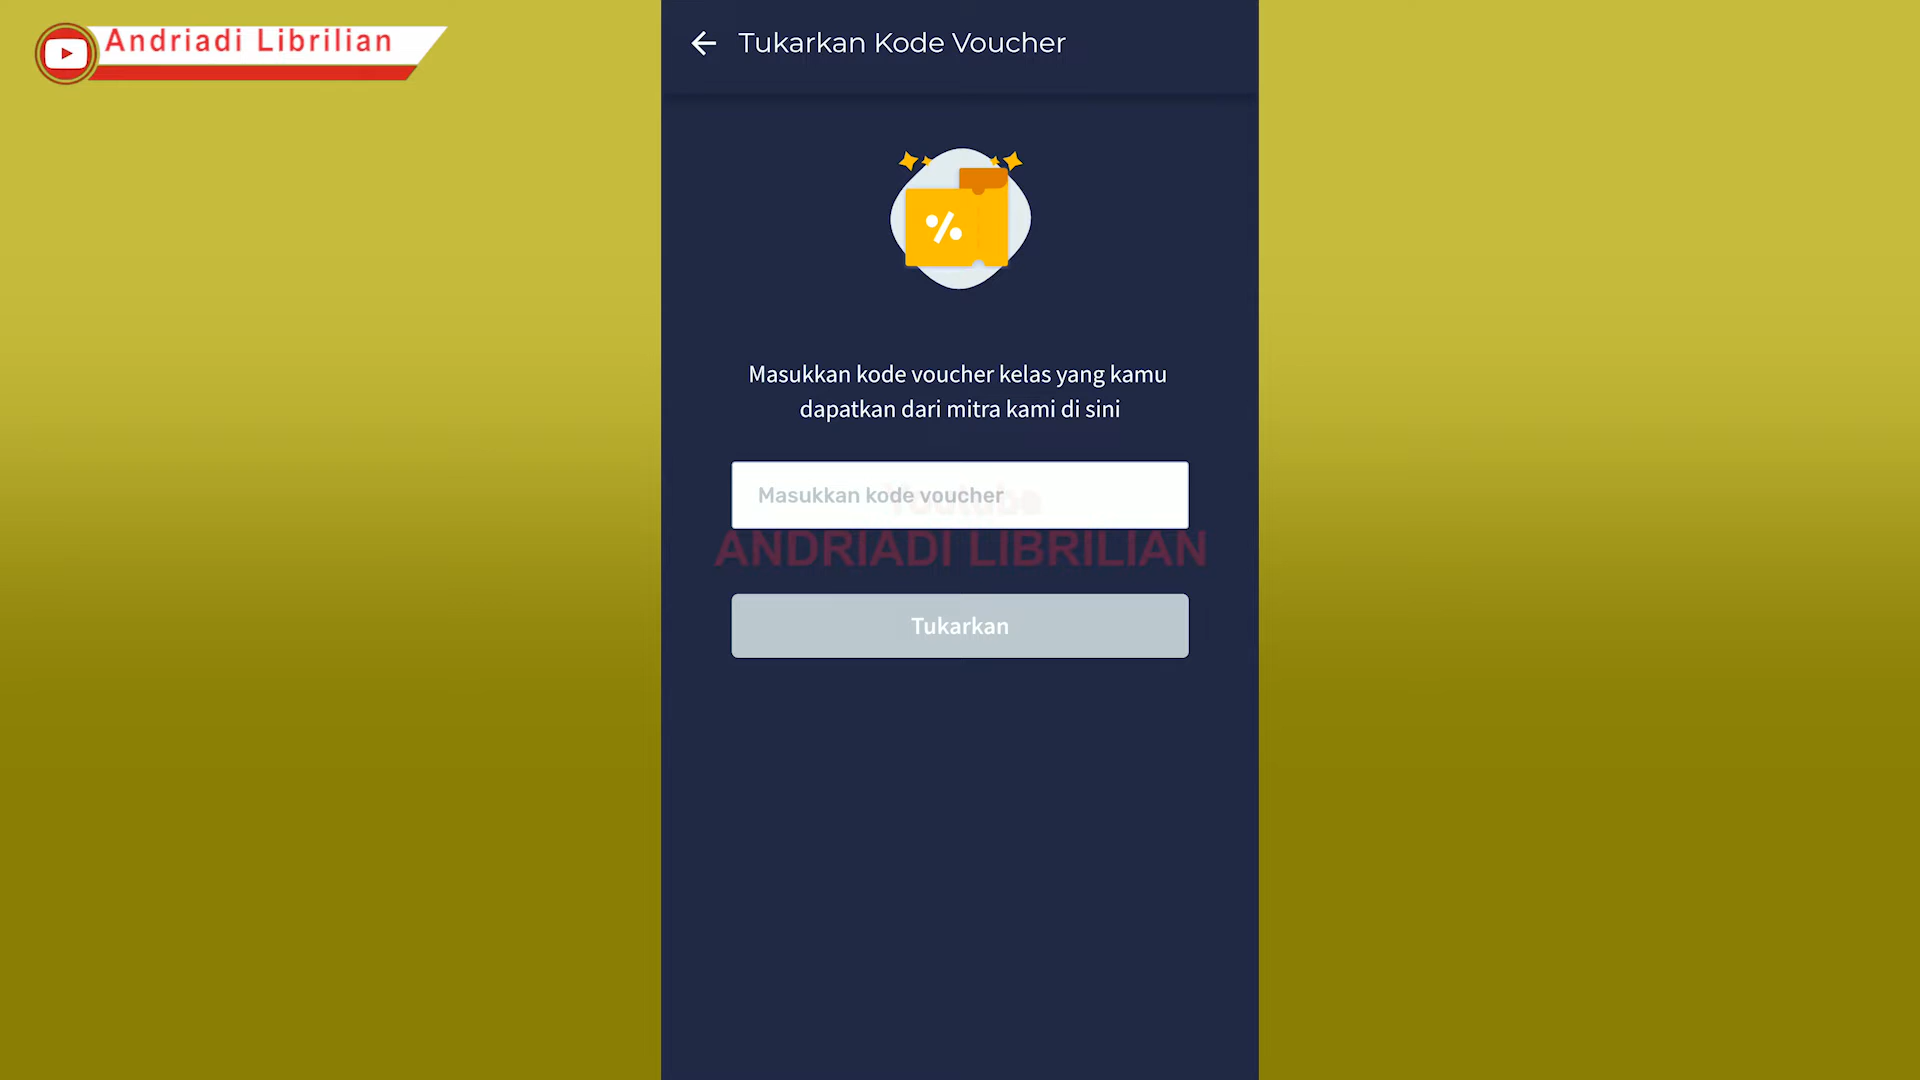 Andriadi Librilian
Tukarkan Kode Voucher
%
Masukkan kode voucher kelas yang kamu
dapatkan dari mitra kami di sini
Masukkan kode voucher
Youtube
ANDRIADI LIBRILIAN
Tukarkan